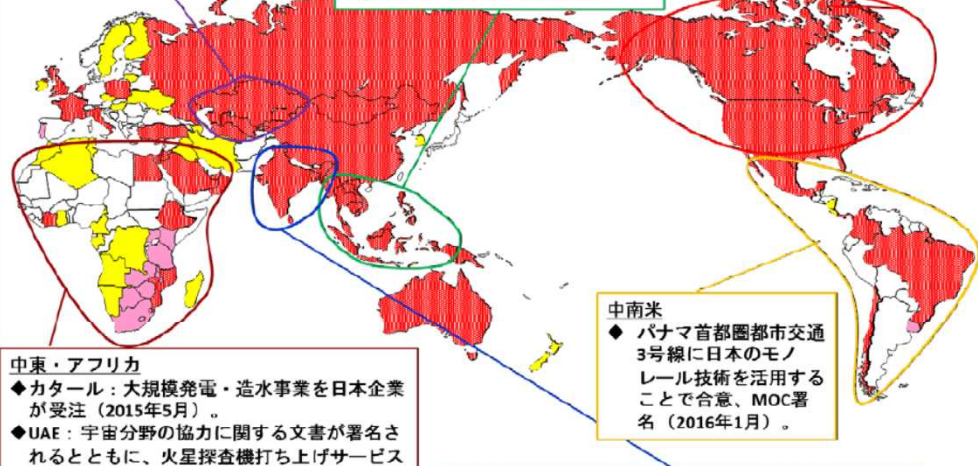 中東・アフリカ
◆カタール：大規模発電・造水事業を日本企業
が受注（2015年5月）。
◆UAE：宇宙分野の協力に関する文書が署名さ
れるとともに、火星探査機打ち上げサービス
中南米
◆ パナマ首都圏都市交通
3号線に日本のモノ
レール技術を活用する
ことで合意、MOC署
名（2016年1月）。